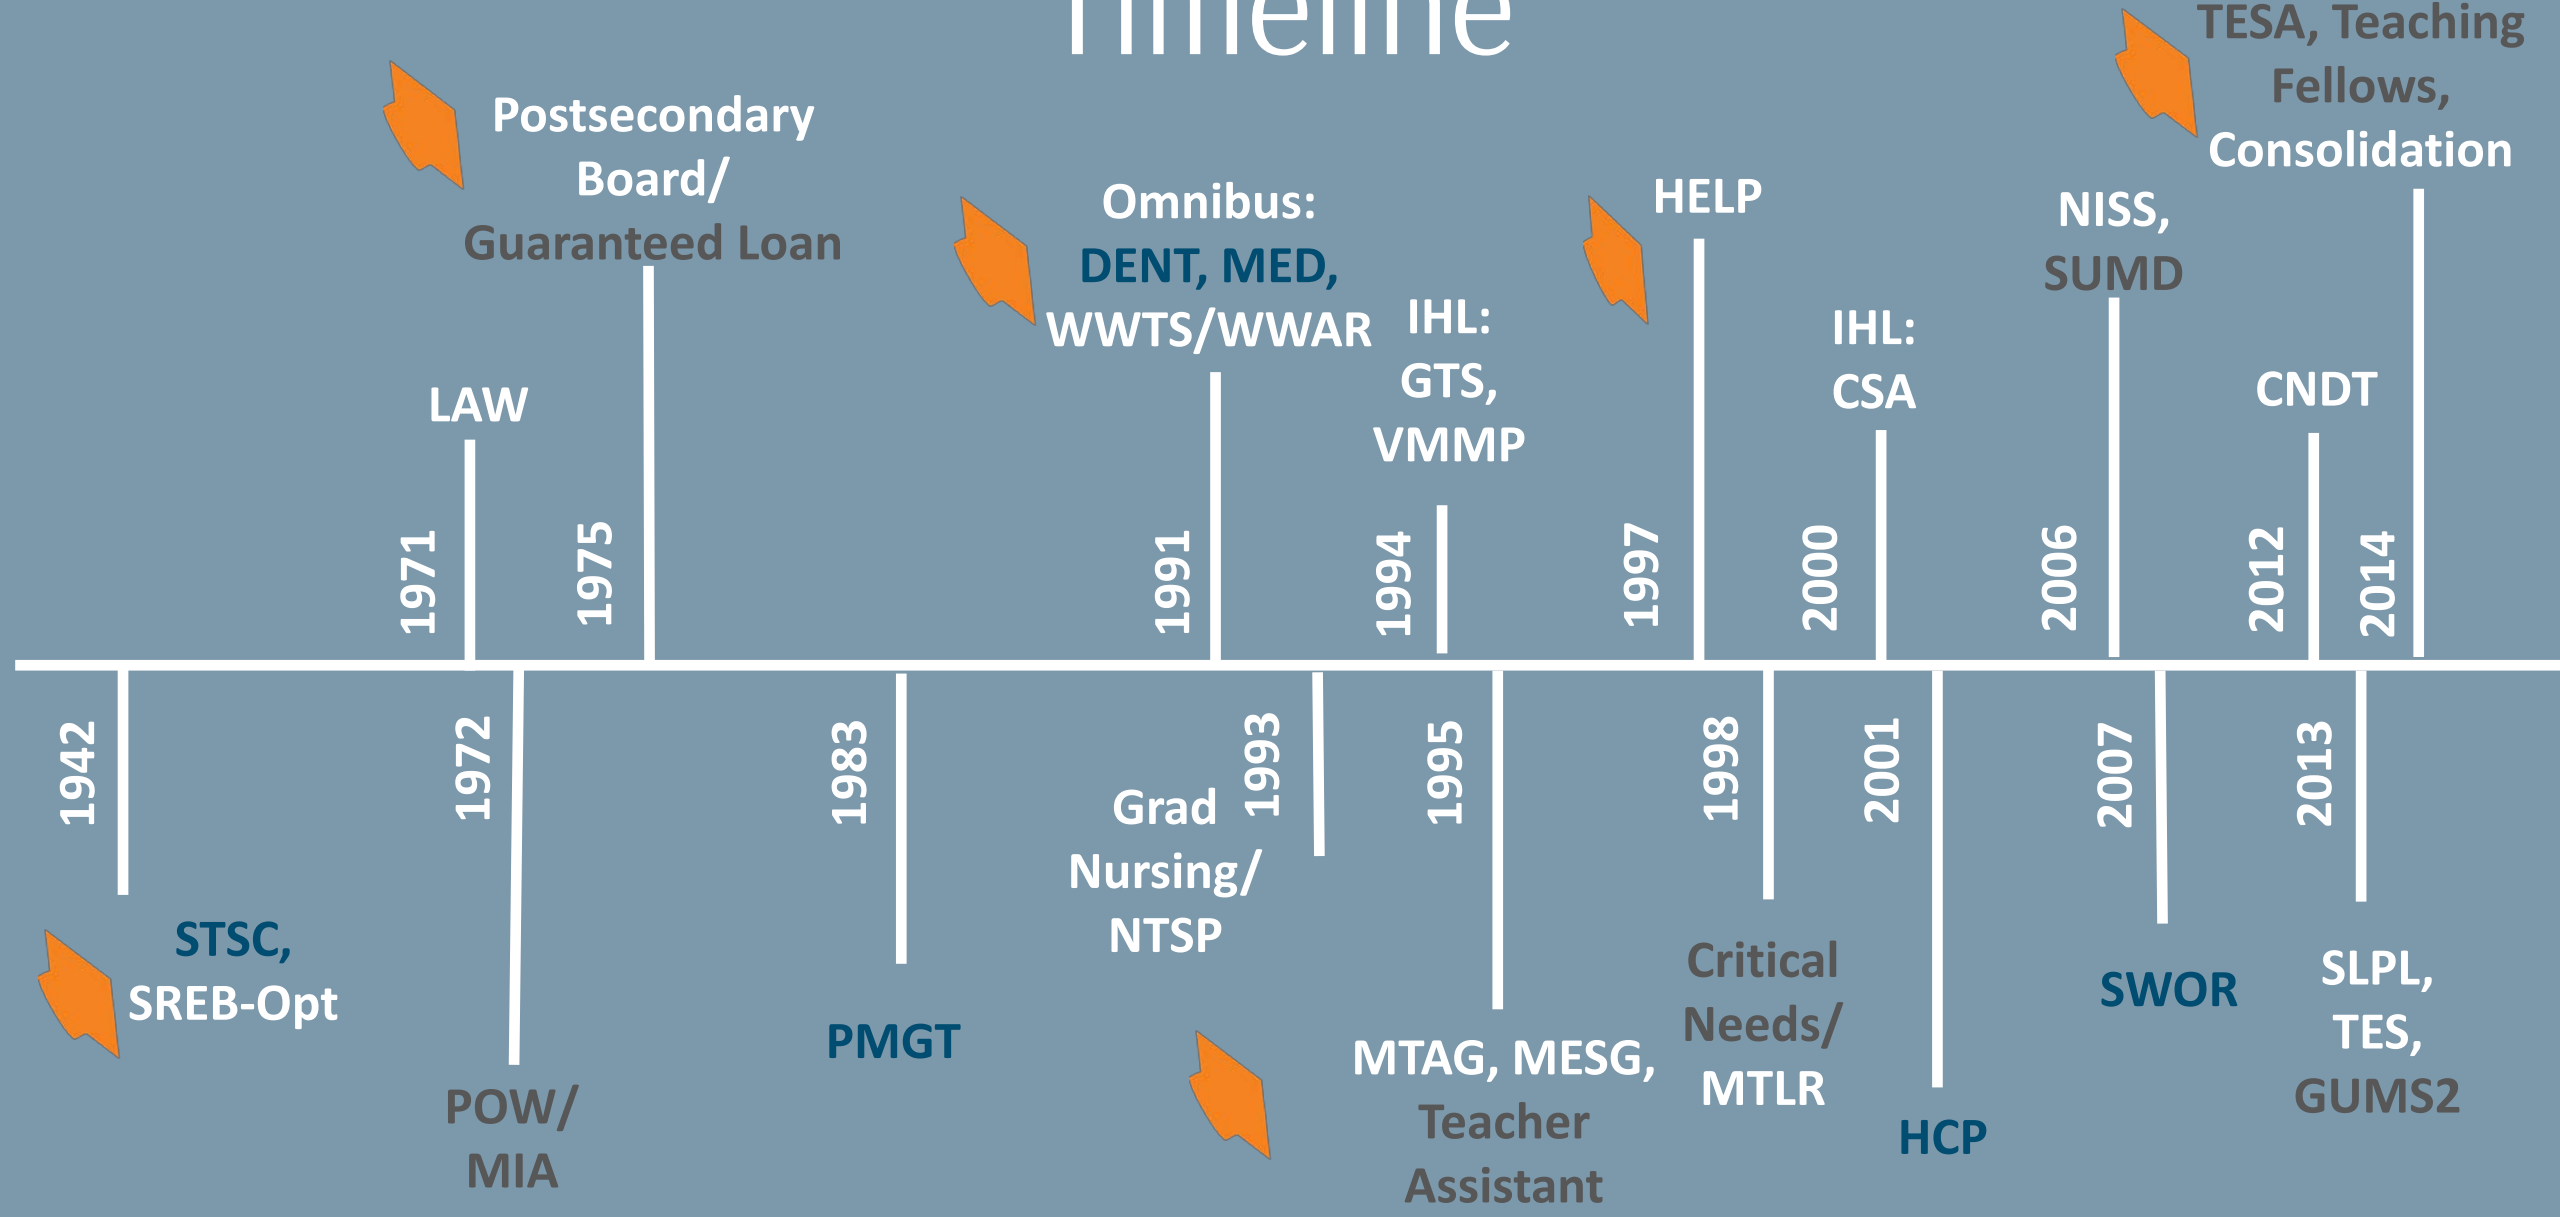 Timeline
1942
STSC,
SREB-Opt
1971
LAW
1972
POW/
MIA
1975
Postsecondary
Board/
Guaranteed Loan
1983
PMGT
1991
Omnibus:
DENT, MED,
WWTS/WWAR
1993
Grad
Nursing/
NTSP
1994
IHL:
GTS,
VMMP
1995
MTAG, MESG,
Teacher
Assistant
1997
HELP
1998
Critical
Needs/
MTLR
2000
IHL:
CSA
2001
HCP
2006
NISS,
SUMD
2007
SWOR
2012
CNDT
2013
SLPL,
TES,
GUMS2
2014
TESA, Teaching
Fellows,
Consolidation